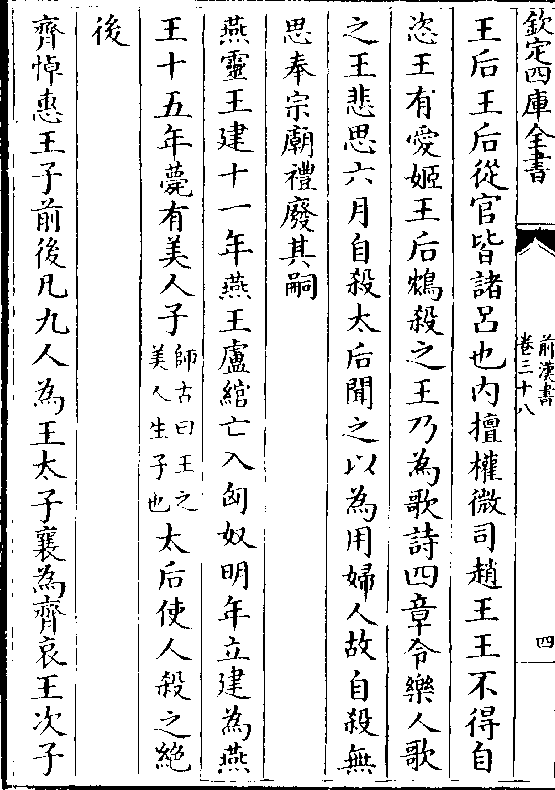 欽定四庫全書
前漢書
卷三十八
四
王后王后從官皆諸吕也内擅權微司趙王王不得自
恣王有愛姬王后鴆殺之王乃為歌詩四章令樂人歌
之王悲思六月自殺太后聞之以為用婦人故自殺無
思奉宗廟禮廢其嗣
燕靈王建十一年燕王盧綰亡入匈奴明年立建為燕
王十五年薨有美人子師古曰王之美人生子也太后使人殺之絶
後
齊悼惠王子前後凡九人為王太子襄為齊哀王次子